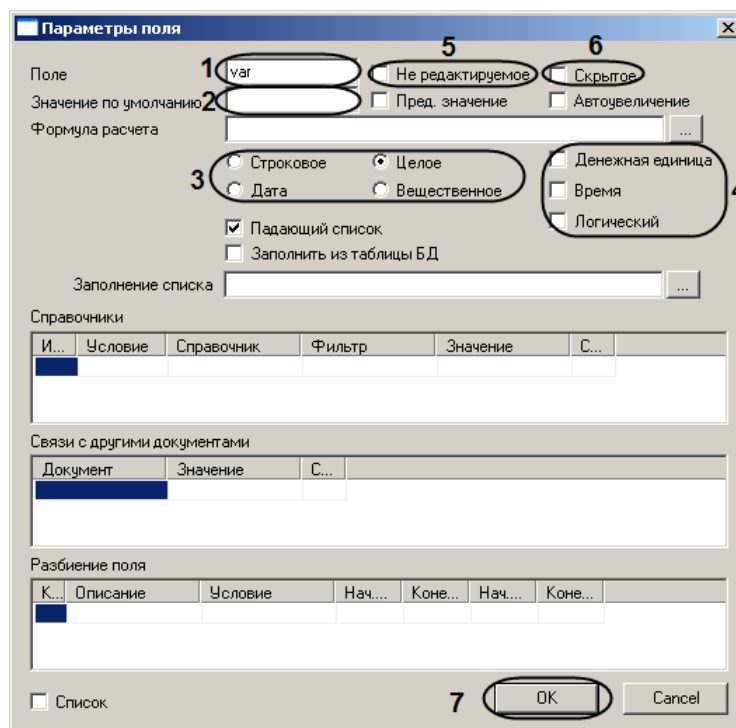 Параметры поля
5 6
Поле 1 var Не редактируемое Скрытое
Значение по умолчанию 2 Пред. значение Автоувеличение
Формула расчета ...
3 Строковое Целое Денежная единица 4
Дата Вещественное Время
Падающий список Логический
Заполнить из таблицы БД
Заполнение списка ...
Справочники
И... Условие Справочник Фильтр Значение С...
Связи с другими документами
Документ Значение С...
Разбиение поля
К... Описание Условие Нач.... Коне... Нач.... Коне...
Список 7 OK Cancel